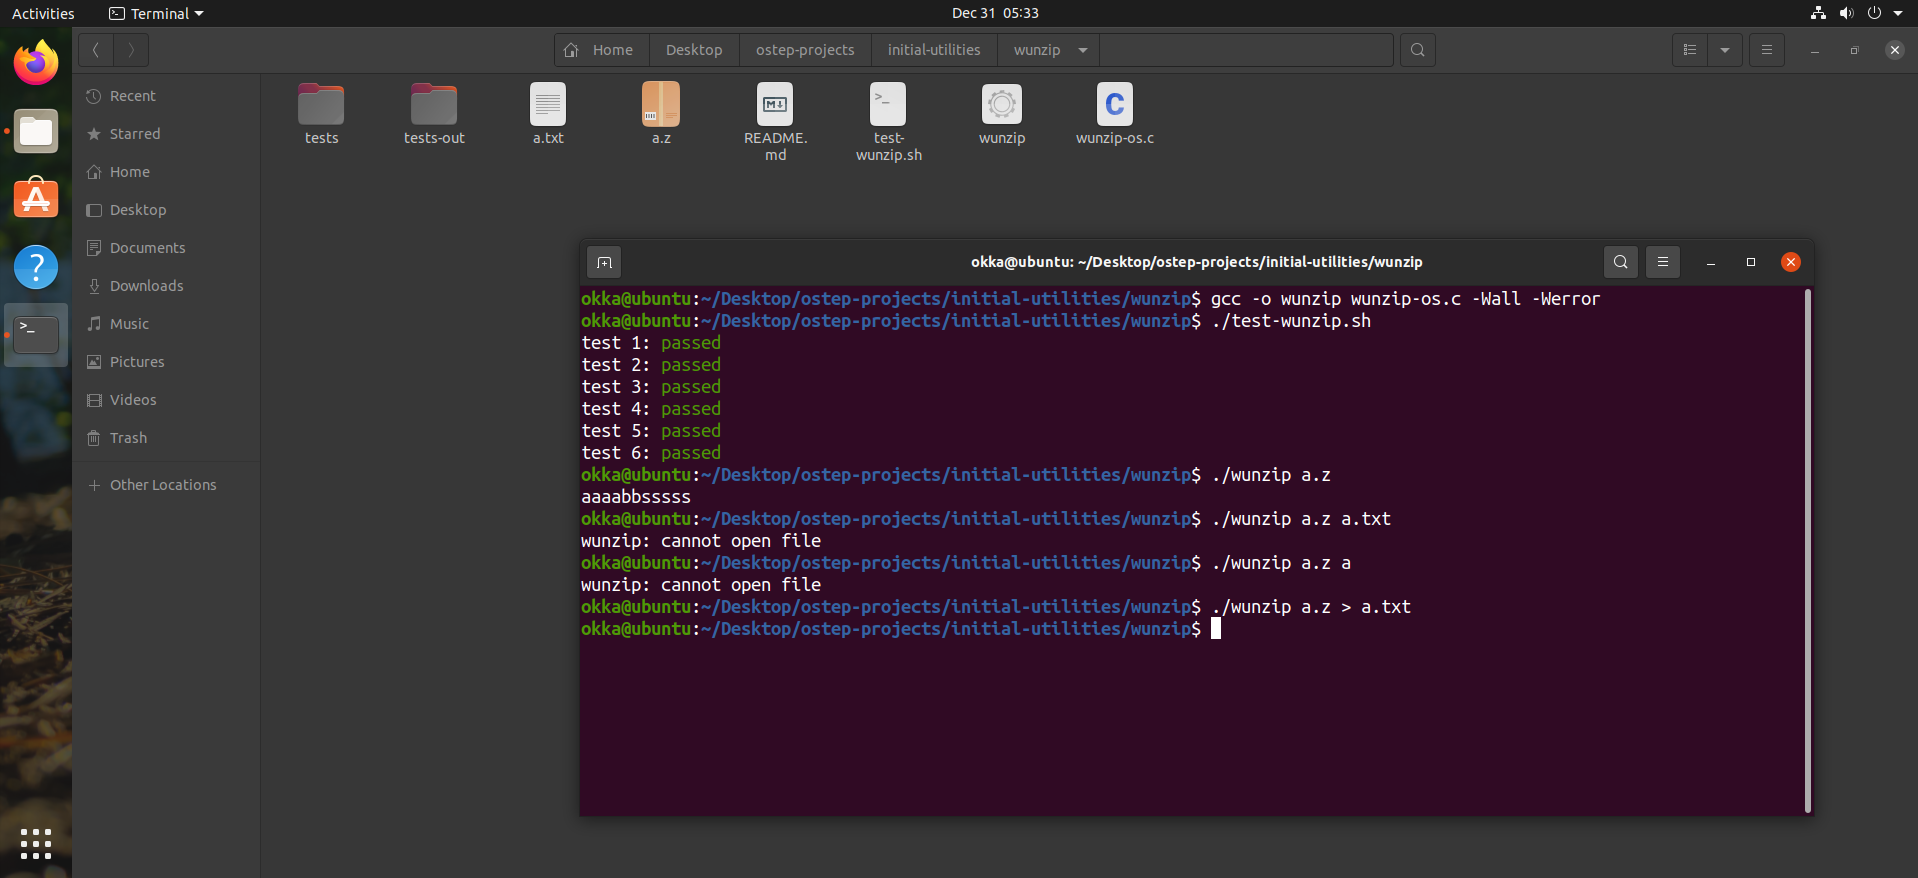 Activities
Terminal
Dec 31 05:33
Home
Desktop
ostep-projects
initial-utilities
wunzip
Recent
Starred
Home
Desktop
Documents
Downloads
Music
Pictures
Videos
Trash
Other Locations
tests
tests-out
a.txt
a.z
README.
md
test-
wunzip.sh
wunzip
wunzip-os.c
okka@ubuntu: ~/Desktop/ostep-projects/initial-utilities/wunzip
okka@ubuntu:~/Desktop/ostep-projects/initial-utilities/wunzip$ gcc -o wunzip wunzip-os.c -Wall -Werror
okka@ubuntu:~/Desktop/ostep-projects/initial-utilities/wunzip$ ./test-wunzip.sh
test 1: passed
test 2: passed
test 3: passed
test 4: passed
test 5: passed
test 6: passed
okka@ubuntu:~/Desktop/ostep-projects/initial-utilities/wunzip$ ./wunzip a.z
aaaabbsssss
okka@ubuntu:~/Desktop/ostep-projects/initial-utilities/wunzip$ ./wunzip a.z a.txt
wunzip: cannot open file
okka@ubuntu:~/Desktop/ostep-projects/initial-utilities/wunzip$ ./wunzip a.z a
wunzip: cannot open file
okka@ubuntu:~/Desktop/ostep-projects/initial-utilities/wunzip$ ./wunzip a.z > a.txt
okka@ubuntu:~/Desktop/ostep-projects/initial-utilities/wunzip$